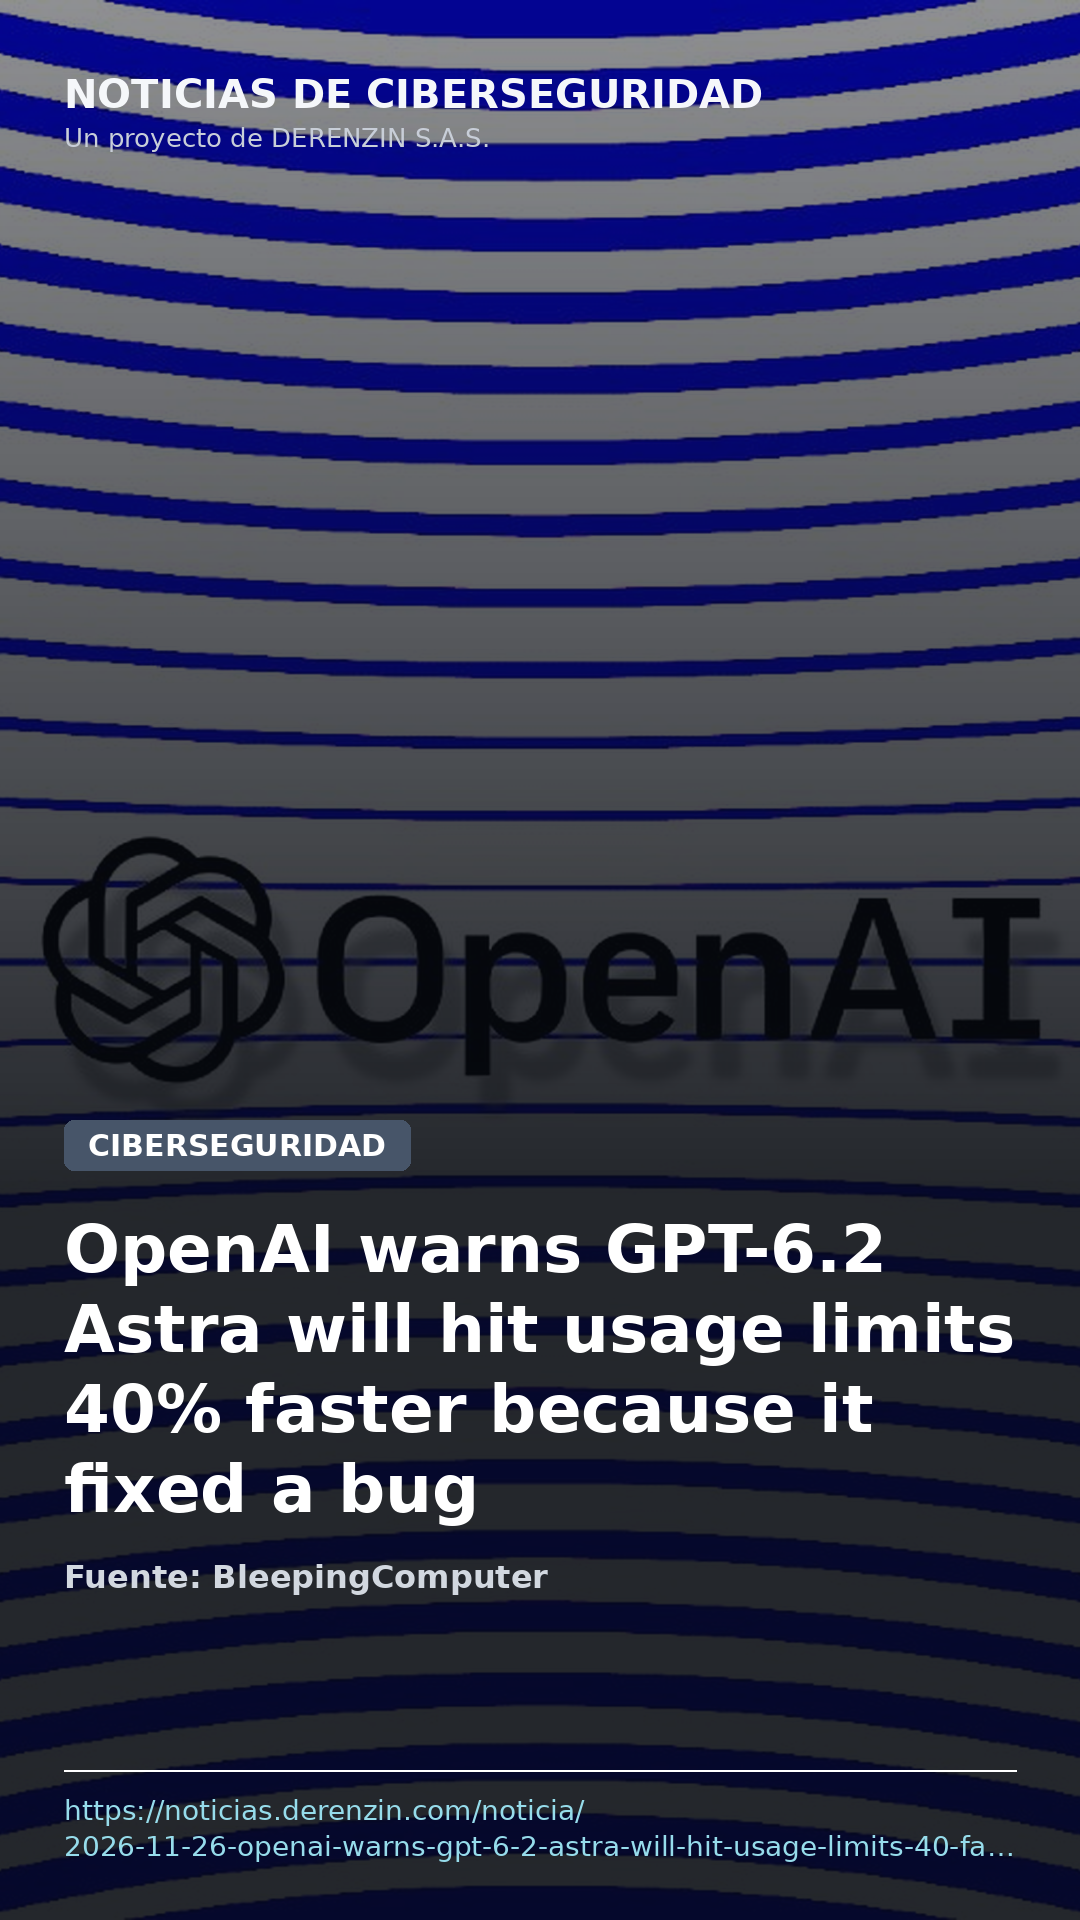 NOTICIAS DE CIBERSEGURIDAD
Un proyecto de DERENZIN S.A.S.
OpenAI
CIBERSEGURIDAD
OpenAI warns GPT-6.2
Astra will hit usage limits
40% faster because it
fixed a bug
Fuente: BleepingComputer
https://noticias.derenzin.com/noticia/
2026-11-26-openai-warns-gpt-6-2-astra-will-hit-usage-limits-40-fa…